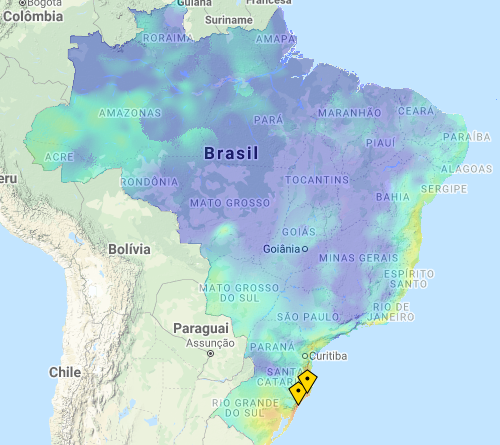 Bogotá
Colômbia
Guiana
Francesa
Suriname
RORAIMA
AMAPÁ
AMAZONAS
PARÁ
MARANHÃO
CEARÁ
PARAÍBA
PIAUÍ
ACRE
Brasil
ALAGOAS
SERGIPE
RONDÔNIA
TOCANTINS
BAHIA
MATO GROSSO
GOIÁS
Goiânia
Bolívia
MINAS GERAIS
ESPÍRITO
SANTO
MATO GROSSO
DO SUL
RIO DE
JANEIRO
SÃO PAULO
Paraguai
Assunção
PARANÁ
Curitiba
Chile
SANTA
CATARI
RIO GRANDE
DO SUL